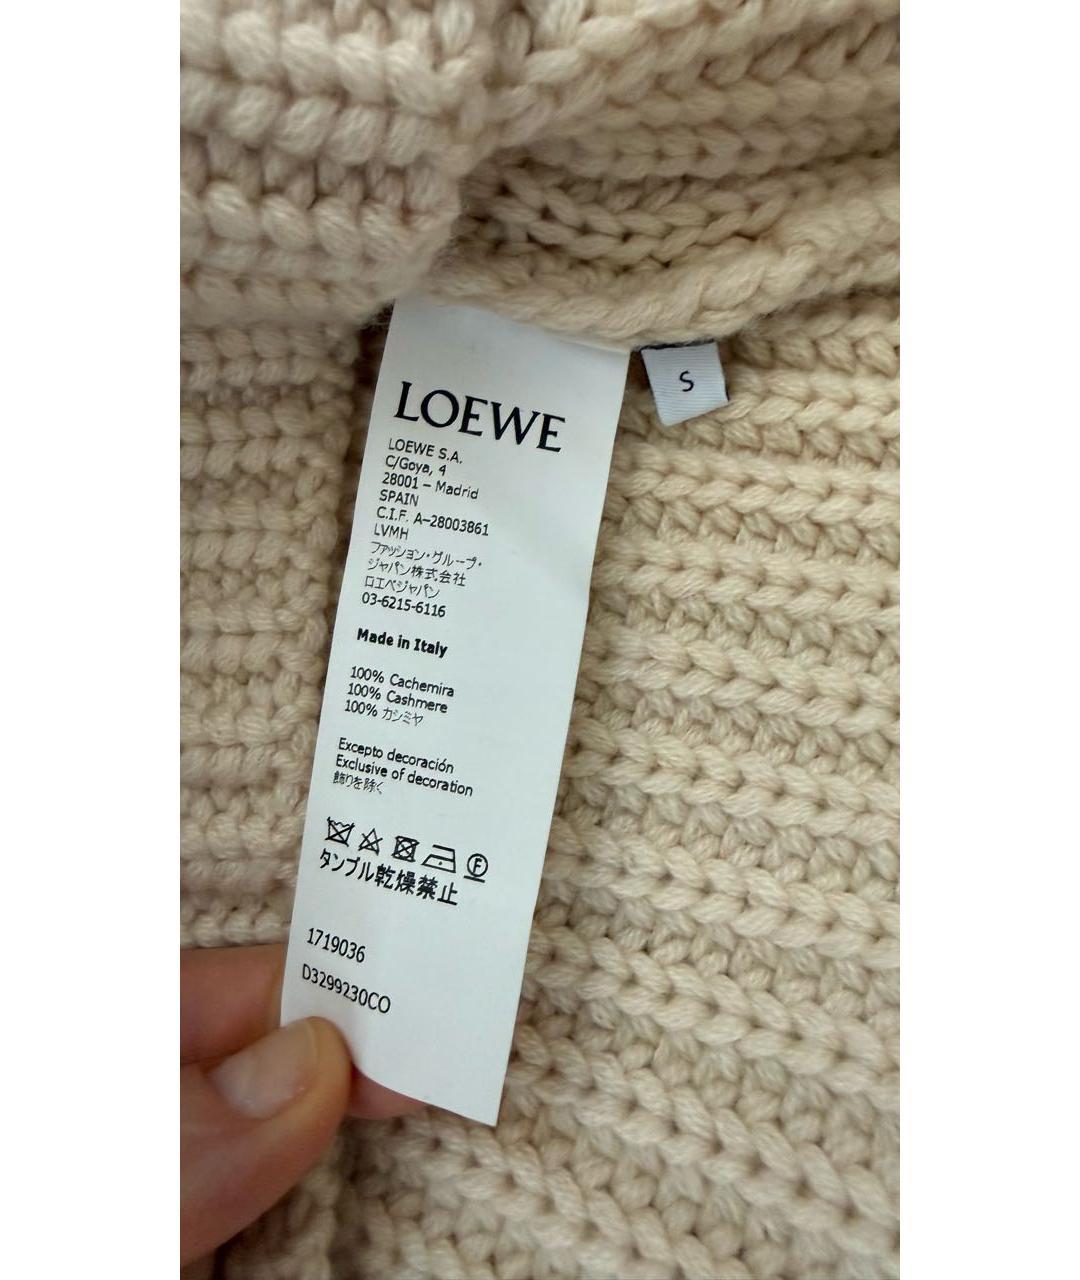 LOEWE
LOEWE S.A.
C/Goya, 4
28001 – Madrid
SPAIN
C.I.F. A-28003861
LVMH
ファッション・グループ・
ジャパン株式会社
ロエベジャパン
03-6215-6116
Made in Italy
100% Cachemira
100% Cashmere
100% カシミヤ
Excepto decoración
Exclusive of decoration
飾りを除く
F
タンブル乾燥禁止
1719036
D3299230CO
S